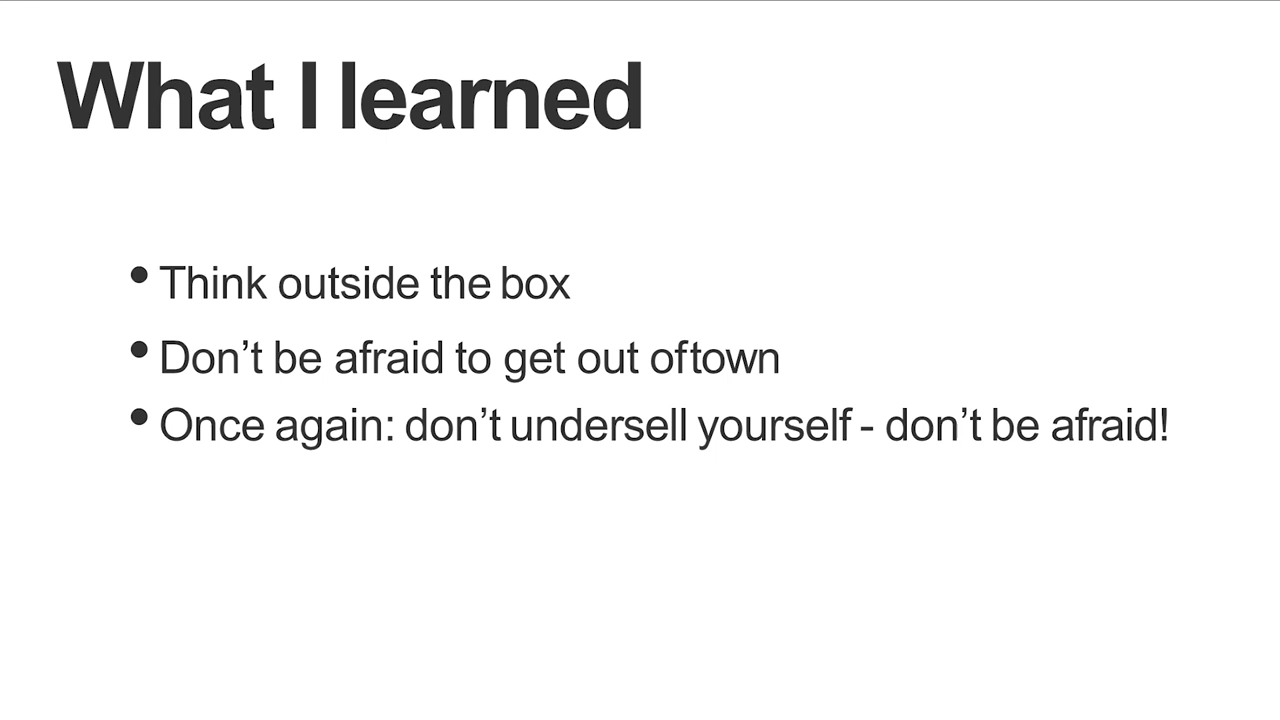 What I learned
• Think outside the box
• Don’t be afraid to get out oftown
• Once again: don’t undersell yourself - don’t be afraid!